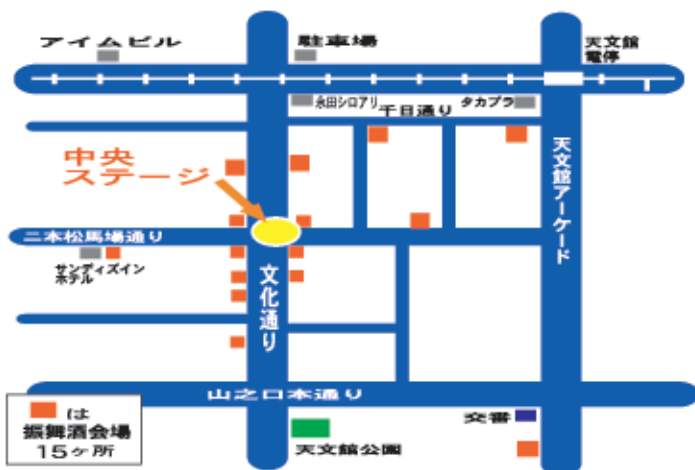 アイムビル
駐車場
天文館
電停
永田シロアリ
千日通り
タカプラ
中央
ステージ
天文館アーケード
二本松馬場通り
サンディズイン
ホテル
文化通り
山之口本通り
天文館公園
交番
は
振舞酒会場
15ヶ所